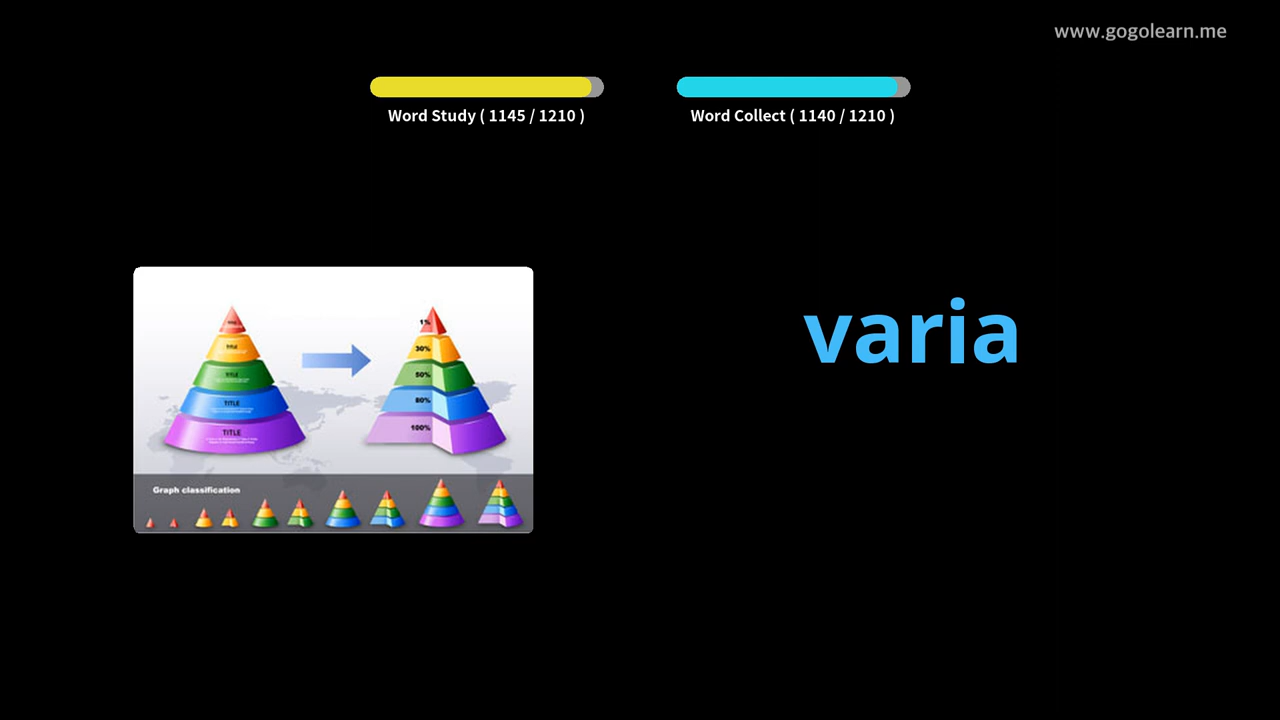 www.gogolearn.me
Word Study ( 1145 / 1210 )
Word Collect ( 1140 / 1210 )
varia
TITLE
TITLE
TITLE
TITLE
1%
30%
50%
80%
100%
Graph classification